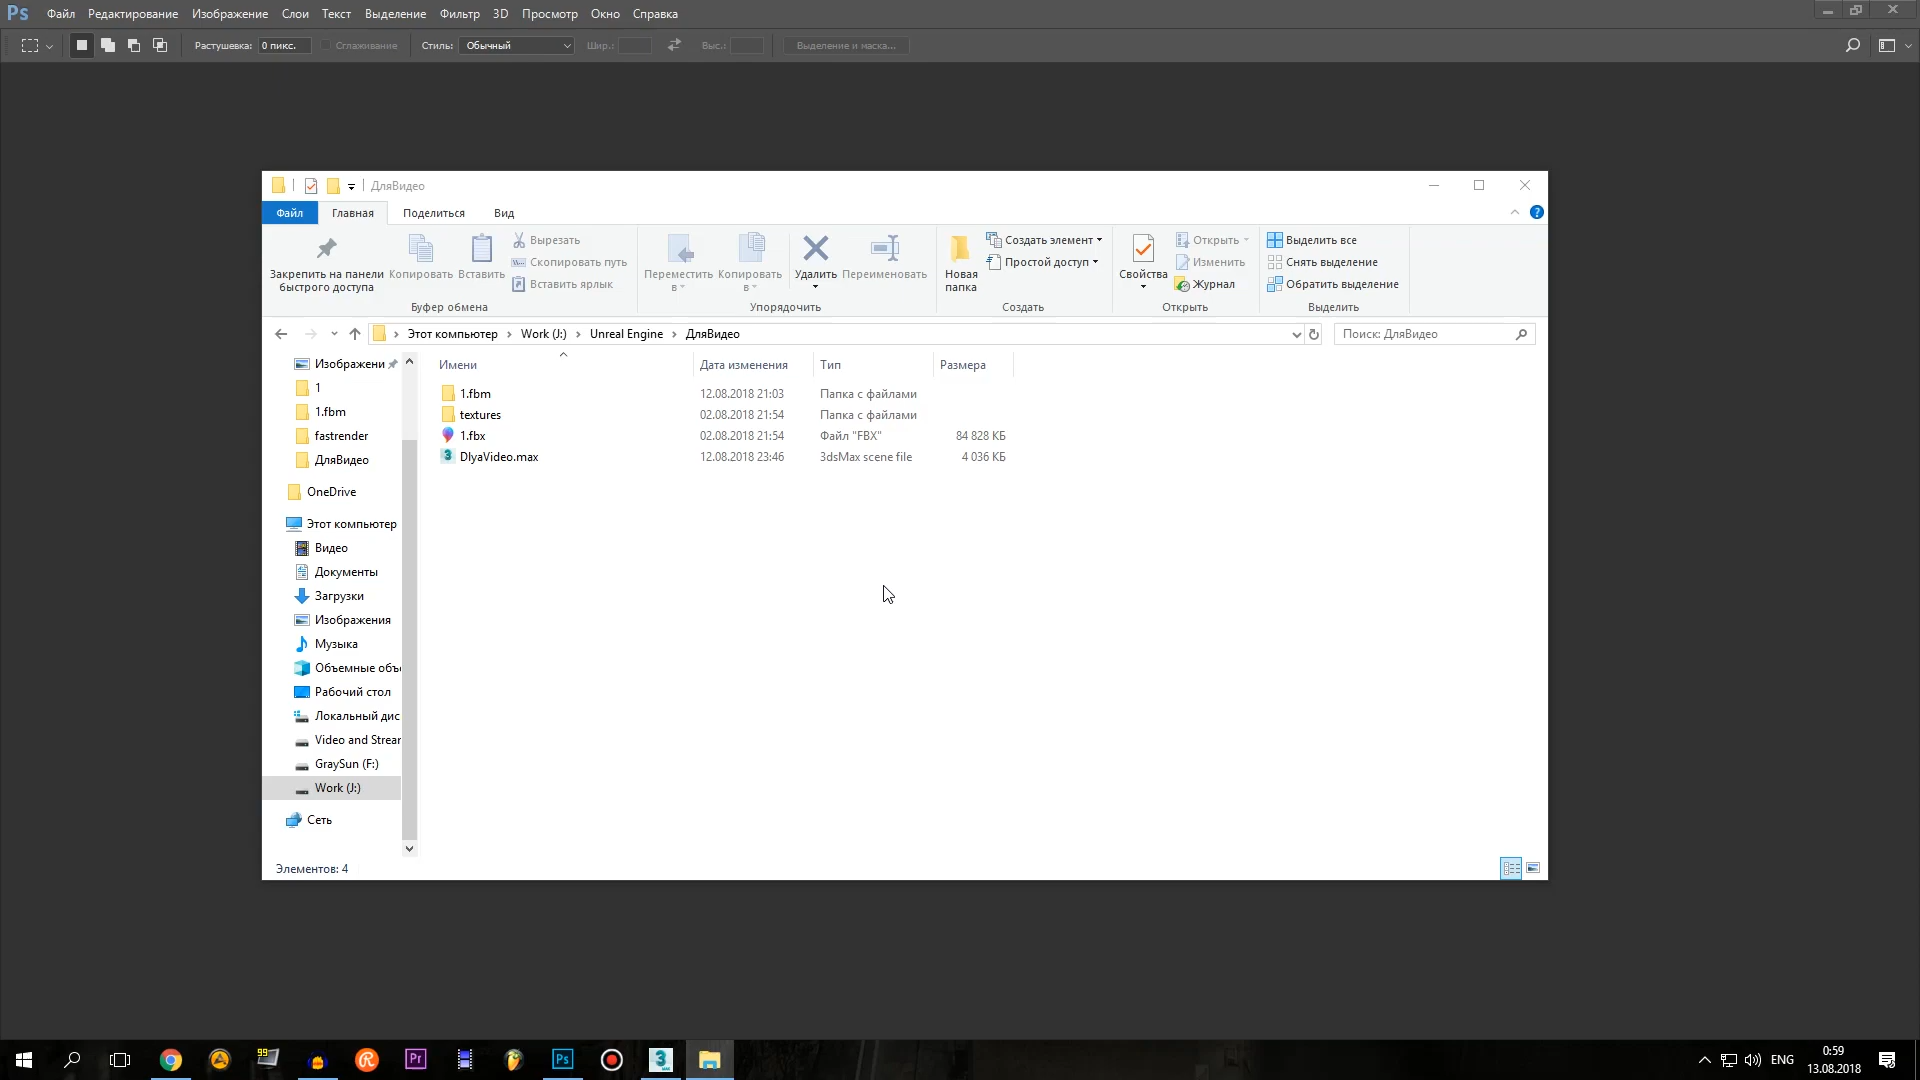 Ps Файл Редактирование Изображение Слои Текст Выделение Фильтр 3D Просмотр Окно Справка
Растушевка: 0 пикс. Сглаживание Стиль: Обычный Шир.: Выс.: Выделение и маска...
ДляВидео
Файл Главная Поделиться Вид
Закрепить на панели быстрого доступа
Копировать
Вставить
Вырезать
Скопировать путь
Вставить ярлык
Буфер обмена
Переместить в
Копировать в
Удалить
Переименовать
Упорядочить
Новая папка
Создать элемент
Простой доступ
Создать
Свойства
Открыть
Изменить
Журнал
Открыть
Выделить все
Снять выделение
Обратить выделение
Выделить
Этот компьютер Work (J:) Unreal Engine ДляВидео
Поиск: ДляВидео
Изображени
1
1.fbm
fastrender
ДляВидео
OneDrive
Этот компьютер
Видео
Документы
Загрузки
Изображения
Музыка
Объемные объ
Рабочий стол
Локальный дис
Video and Strear
GraySun (F:)
Work (J:)
Сеть
Имени Дата изменения Тип Размера
1.fbm 12.08.2018 21:03 Папка с файлами
textures 02.08.2018 21:54 Папка с файлами
1.fbx 02.08.2018 21:54 Файл "FBX" 84 828 КБ
DlyaVideo.max 12.08.2018 23:46 3dsMax scene file 4 036 КБ
Элементов: 4
99
Pr
Ps
3
ENG
0:59
13.08.2018